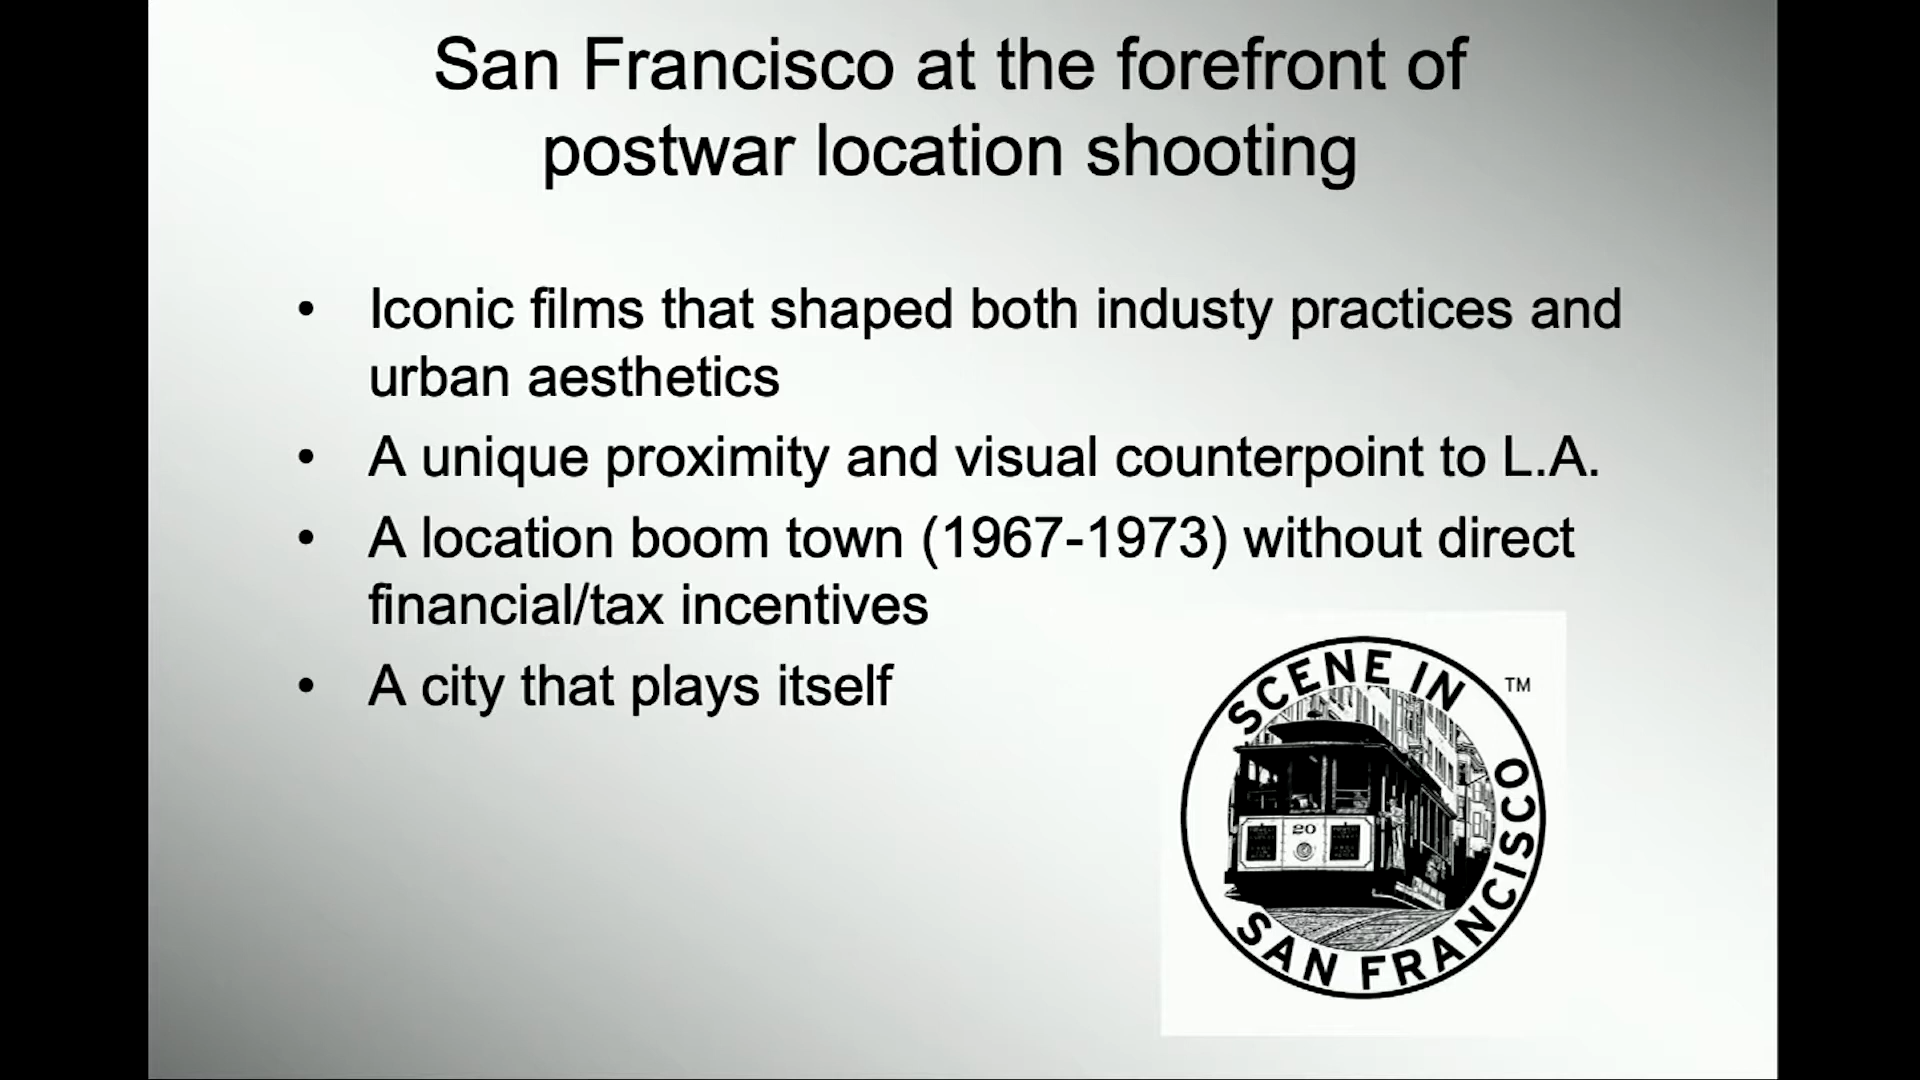 San Francisco at the forefront of
postwar location shooting
• Iconic films that shaped both industy practices and
urban aesthetics
• A unique proximity and visual counterpoint to L.A.
• A location boom town (1967-1973) without direct
financial/tax incentives
• A city that plays itself
SCENE IN
SAN FRANCISCO
TM
20